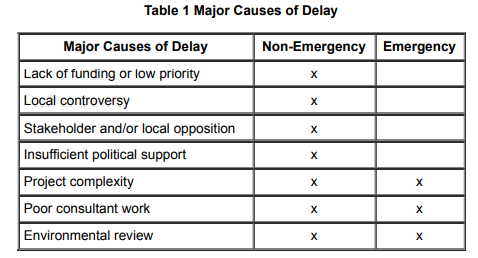 Table 1 Major Causes of Delay
Major Causes of Delay Non-Emergency Emergency
Lack of funding or low priority x
Local controversy x
Stakeholder and/or local opposition x
Insufficient political support x
Project complexity x x
Poor consultant work x x
Environmental review x x